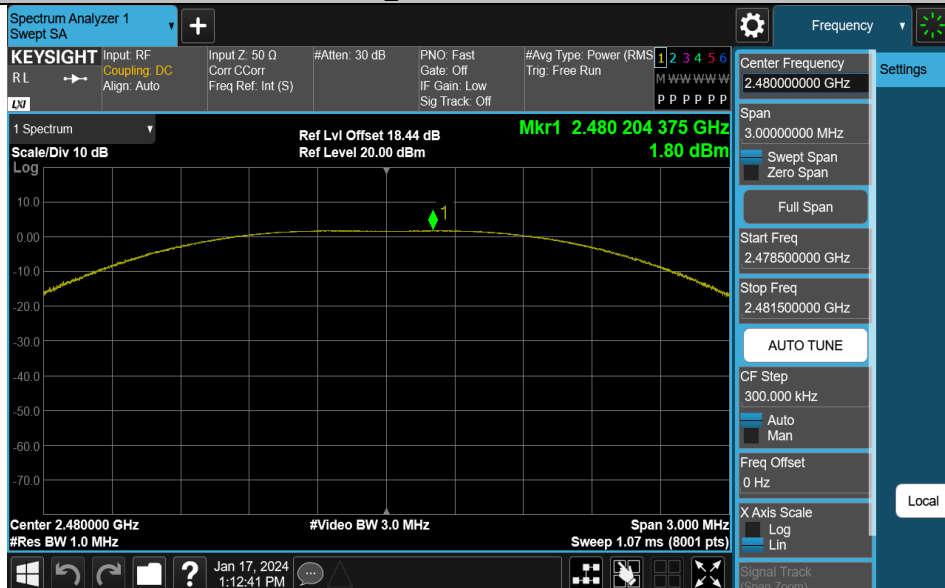 Spectrum Analyzer 1
Swept SA
+
Frequency
KEYSIGHT
RL
LXI
Input: RF
Coupling: DC
Align: Auto
Input Z: 50 Ω
Corr CCorr
Freq Ref: Int (S)
#Atten: 30 dB
PNO: Fast
Gate: Off
IF Gain: Low
Sig Track: Off
#Avg Type: Power (RMS
Trig: Free Run
1 2 3 4 5 6
M W W W W W
P P P P P P
Settings
Center Frequency
2.480000000 GHz
Span
3.00000000 MHz
Swept Span
Zero Span
Full Span
Start Freq
2.478500000 GHz
Stop Freq
2.481500000 GHz
AUTO TUNE
CF Step
300.000 kHz
Auto
Man
Freq Offset
0 Hz
X Axis Scale
Log
Lin
Signal Track
(Span Zoom)
Local
1 Spectrum
Scale/Div 10 dB
Log
Ref Lvl Offset 18.44 dB
Ref Level 20.00 dBm
Mkr1 2.480 204 375 GHz
1.80 dBm
1
10.0
0.00
-10.0
-20.0
-30.0
-40.0
-50.0
-60.0
-70.0
Center 2.480000 GHz
#Video BW 3.0 MHz
Span 3.000 MHz
#Res BW 1.0 MHz
Sweep 1.07 ms (8001 pts)
?
Jan 17, 2024
1:12:41 PM